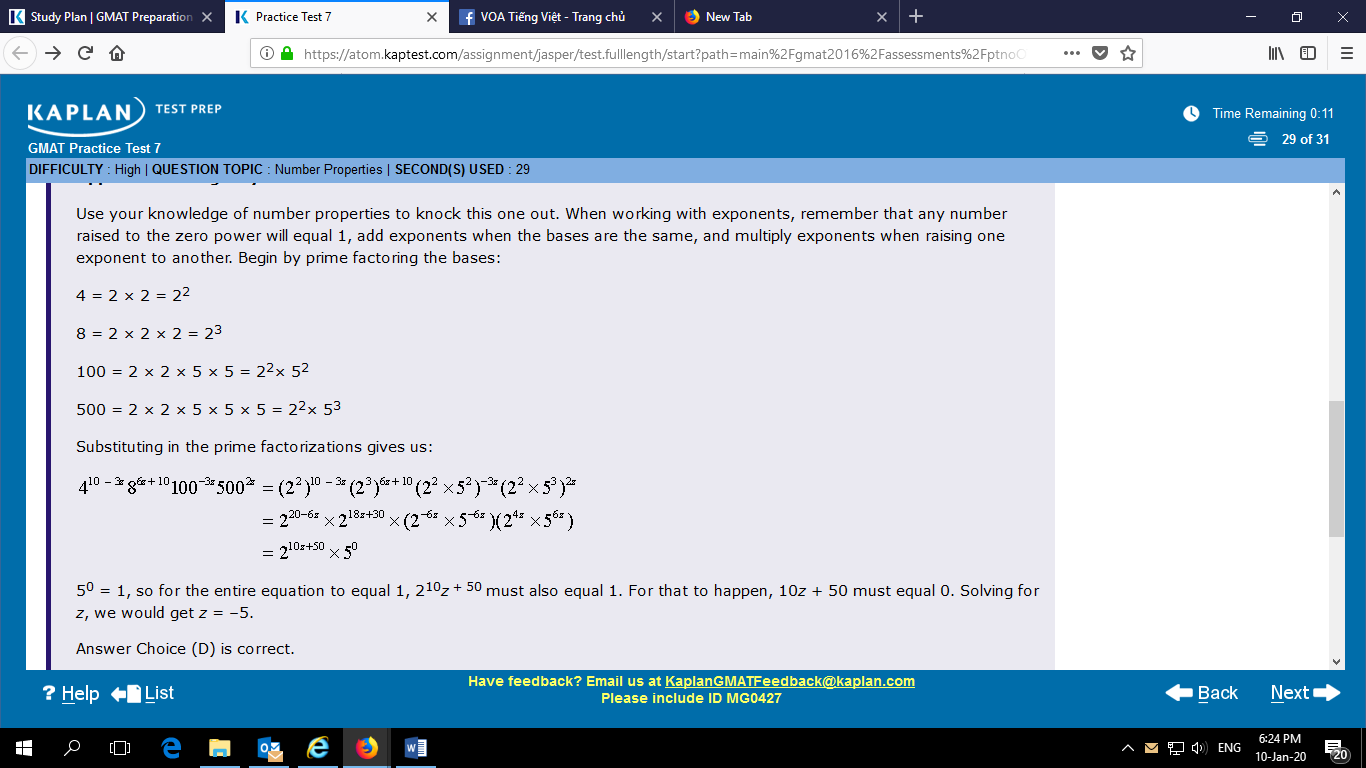 Study Plan | GMAT Preparation
Practice Test 7
VOA Tiếng Việt - Trang chủ
New Tab
https://atom.kaptest.com/assignment/jasper/test.fulllength/start?path=main%2Fgmat2016%2Fassessments%2Fptno
KAPLAN TEST PREP
Time Remaining 0:11
GMAT Practice Test 7
29 of 31
DIFFICULTY : High | QUESTION TOPIC : Number Properties | SECOND(S) USED : 29
Use your knowledge of number properties to knock this one out. When working with exponents, remember that any number
raised to the zero power will equal 1, add exponents when the bases are the same, and multiply exponents when raising one
exponent to another. Begin by prime factoring the bases:
4 = 2 × 2 = 2²
8 = 2 × 2 × 2 = 2³
100 = 2 × 2 × 5 × 5 = 2²× 5²
500 = 2 × 2 × 5 × 5 × 5 = 2²× 5³
Substituting in the prime factorizations gives us:
4^(10 − 3z) 8^(6z + 10) 100^(−3z) 500^(2z) = (2²)^(10 − 3z) (2³)^(6z + 10) (2² × 5²)^(−3z) (2² × 5³)^(2z)
= 2^(20−6z) × 2^(18z+30) × (2^(−6z) × 5^(−6z))(2^(4z) × 5^(6z))
= 2^(10z+50) × 5⁰
5⁰ = 1, so for the entire equation to equal 1, 2¹⁰z ⁺ ⁵⁰ must also equal 1. For that to happen, 10z + 50 must equal 0. Solving for
z, we would get z = −5.
Answer Choice (D) is correct.
? Help List
Have feedback? Email us at KaplanGMATFeedback@kaplan.com
Please include ID MG0427
Back Next
ENG
6:24 PM
10-Jan-20
20